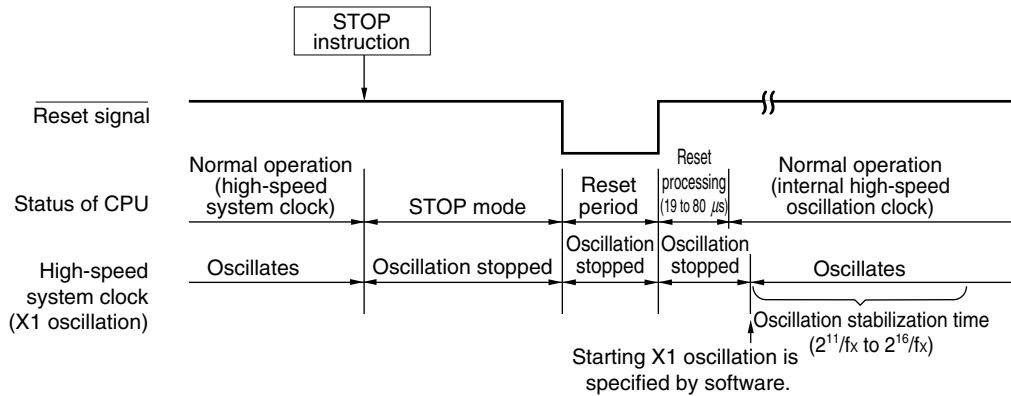 STOP
instruction
Reset signal
Status of CPU
Normal operation
(high-speed
system clock)
STOP mode
Reset
period
Reset
processing
(19 to 80 μs)
Normal operation
(internal high-speed
oscillation clock)
High-speed
system clock
(X1 oscillation)
Oscillates
Oscillation stopped
Oscillation
stopped
Oscillation
stopped
Oscillates
Oscillation stabilization time
(2¹¹/fx to 2¹⁶/fx)
Starting X1 oscillation is
specified by software.